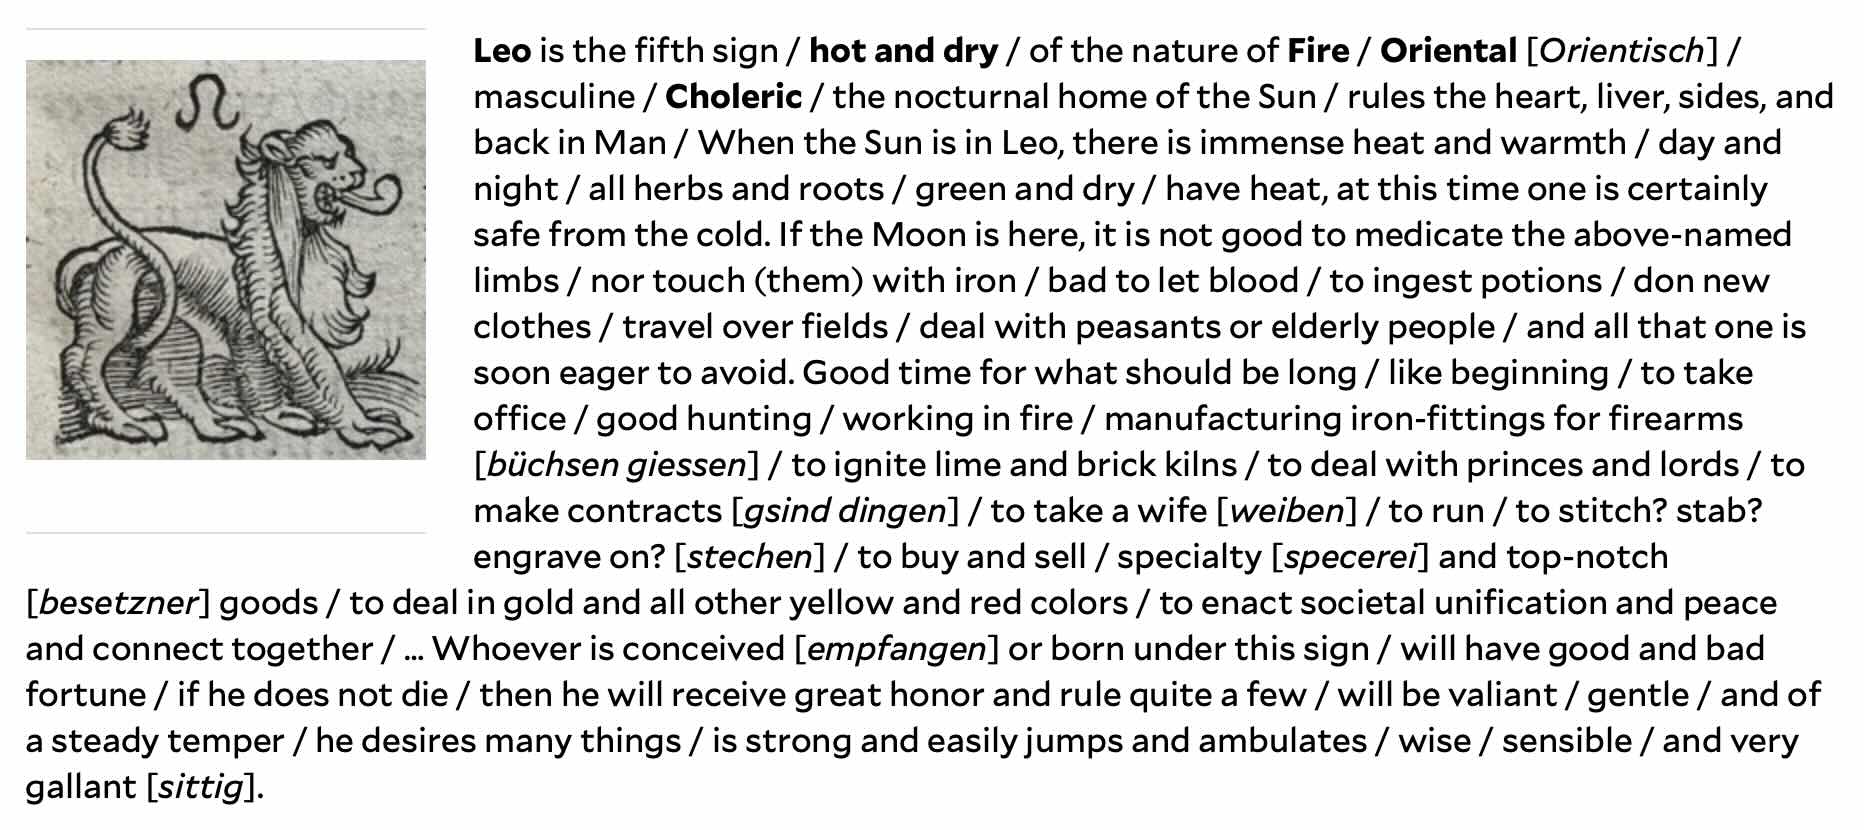 Leo is the fifth sign / hot and dry / of the nature of Fire / Oriental [Orientisch] /
masculine / Choleric / the nocturnal home of the Sun / rules the heart, liver, sides, and
back in Man / When the Sun is in Leo, there is immense heat and warmth / day and
night / all herbs and roots / green and dry / have heat, at this time one is certainly
safe from the cold. If the Moon is here, it is not good to medicate the above-named
limbs / nor touch (them) with iron / bad to let blood / to ingest potions / don new
clothes / travel over fields / deal with peasants or elderly people / and all that one is
soon eager to avoid. Good time for what should be long / like beginning / to take
office / good hunting / working in fire / manufacturing iron-fittings for firearms
[büchsen giessen] / to ignite lime and brick kilns / to deal with princes and lords / to
make contracts [gsind dingen] / to take a wife [weiben] / to run / to stitch? stab?
engrave on? [stechen] / to buy and sell / specialty [specerei] and top-notch
[besetzner] goods / to deal in gold and all other yellow and red colors / to enact societal unification and peace
and connect together / ... Whoever is conceived [empfangen] or born under this sign / will have good and bad
fortune / if he does not die / then he will receive great honor and rule quite a few / will be valiant / gentle / and of
a steady temper / he desires many things / is strong and easily jumps and ambulates / wise / sensible / and very
gallant [sittig].